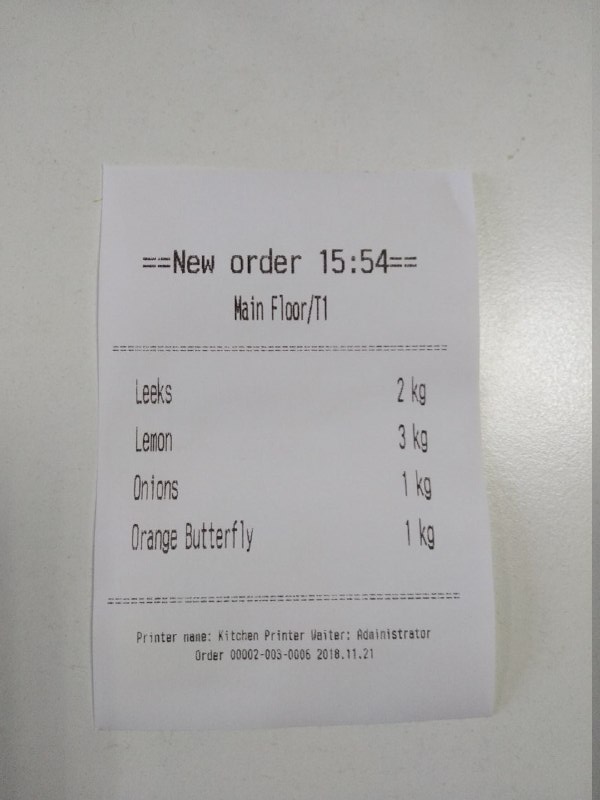 ==New order 15:54==
Main Floor/T1
Leeks 2 kg
Lemon 3 kg
Onions 1 kg
Orange Butterfly 1 kg
Printer name: Kitchen Printer Waiter: Administrator
Order 00002-003-0006 2018.11.21